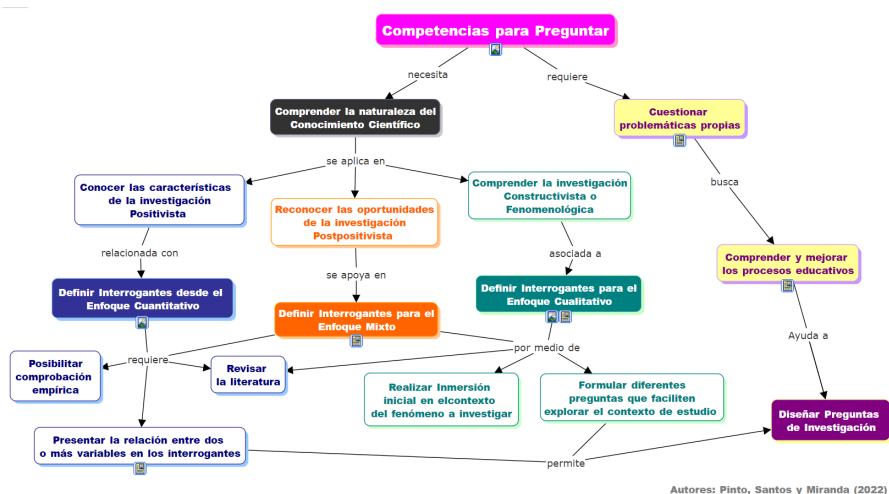 Competencias para Preguntar
necesita
requiere
Comprender la naturaleza del
Conocimiento Científico
Cuestionar
problemáticas propias
se aplica en
busca
Conocer las características
de la investigación
Positivista
Reconocer las oportunidades
de la investigación
Postpositivista
Comprender la investigación
Constructivista o
Fenomenológica
relacionada con
se apoya en
asociada a
Comprender y mejorar
los procesos educativos
Definir Interrogantes desde el
Enfoque Cuantitativo
Definir Interrogantes para el
Enfoque Mixto
Definir Interrogantes para el
Enfoque Cualitativo
Ayuda a
requiere
por medio de
Posibilitar
comprobación
empírica
Revisar
la literatura
Realizar Inmersión
inicial en elcontexto
del fenómeno a investigar
Formular diferentes
preguntas que faciliten
explorar el contexto de estudio
Diseñar Preguntas
de Investigación
Presentar la relación entre dos
o más variables en los interrogantes
permite
Autores: Pinto, Santos y Miranda (2022)